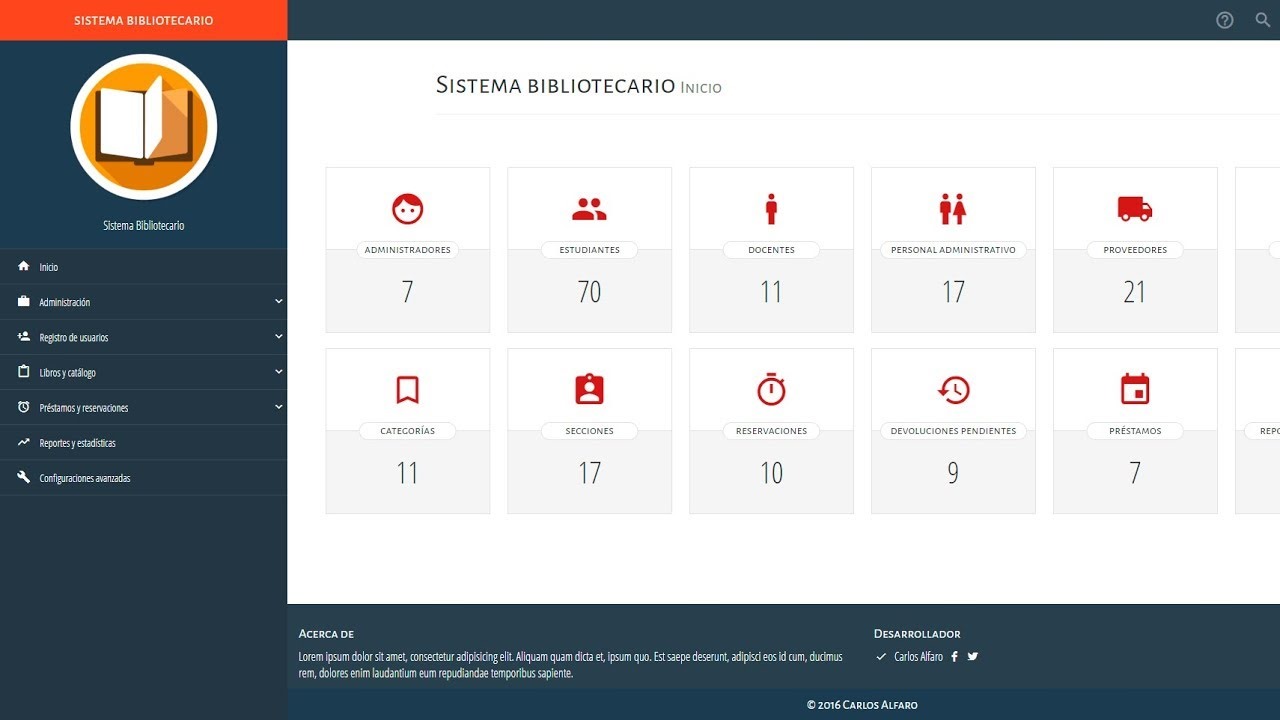 SISTEMA BIBLIOTECARIO
Sistema Bibliotecario
Inicio
Administración
Registro de usuarios
Libros y catálogo
Préstamos y reservaciones
Reportes y estadísticas
Configuraciones avanzadas
Sistema bibliotecario Inicio
ADMINISTRADORES
ESTUDIANTES
DOCENTES
PERSONAL ADMINISTRATIVO
PROVEEDORES
7
70
11
17
21
CATEGORÍAS
SECCIONES
RESERVACIONES
DEVOLUCIONES PENDIENTES
PRÉSTAMOS
11
17
10
9
7
Acerca de
Lorem ipsum dolor sit amet, consectetur adipisicing elit. Aliquam quam dicta et, ipsum quo. Est saepe deserunt, adipisci eos id cum, ducimus
rem, dolores enim laudantium eum repudiandae temporibus sapiente.
Desarrollador
Carlos Alfaro
© 2016 Carlos Alfaro